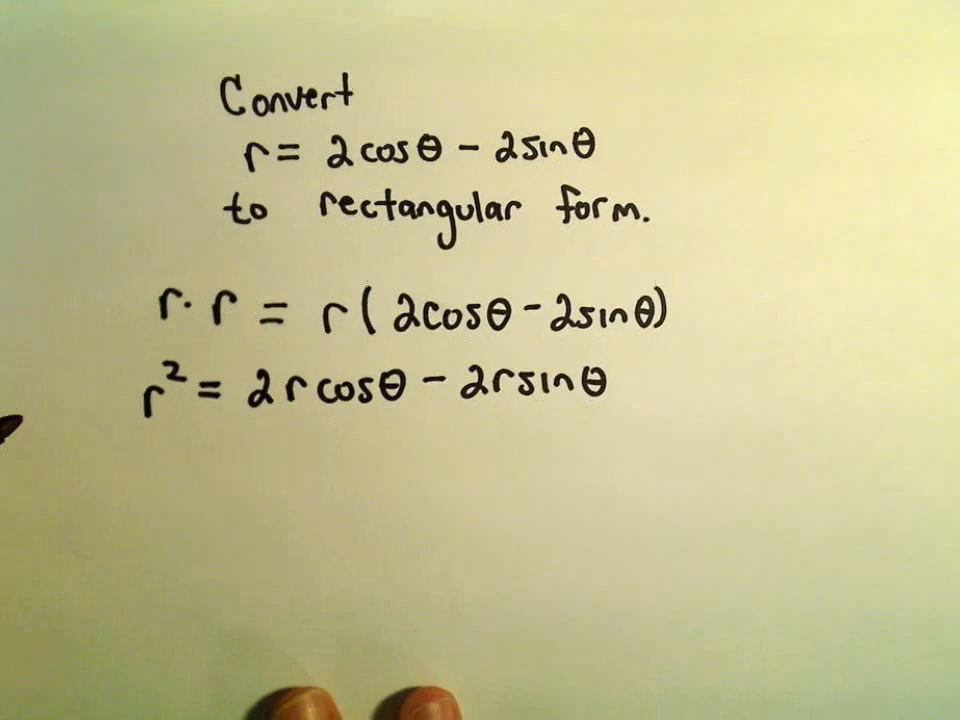 Convert
r = 2cosθ - 2sinθ
to rectangular form.
r · r = r(2cosθ - 2sinθ)
r² = 2rcosθ - 2rsinθ